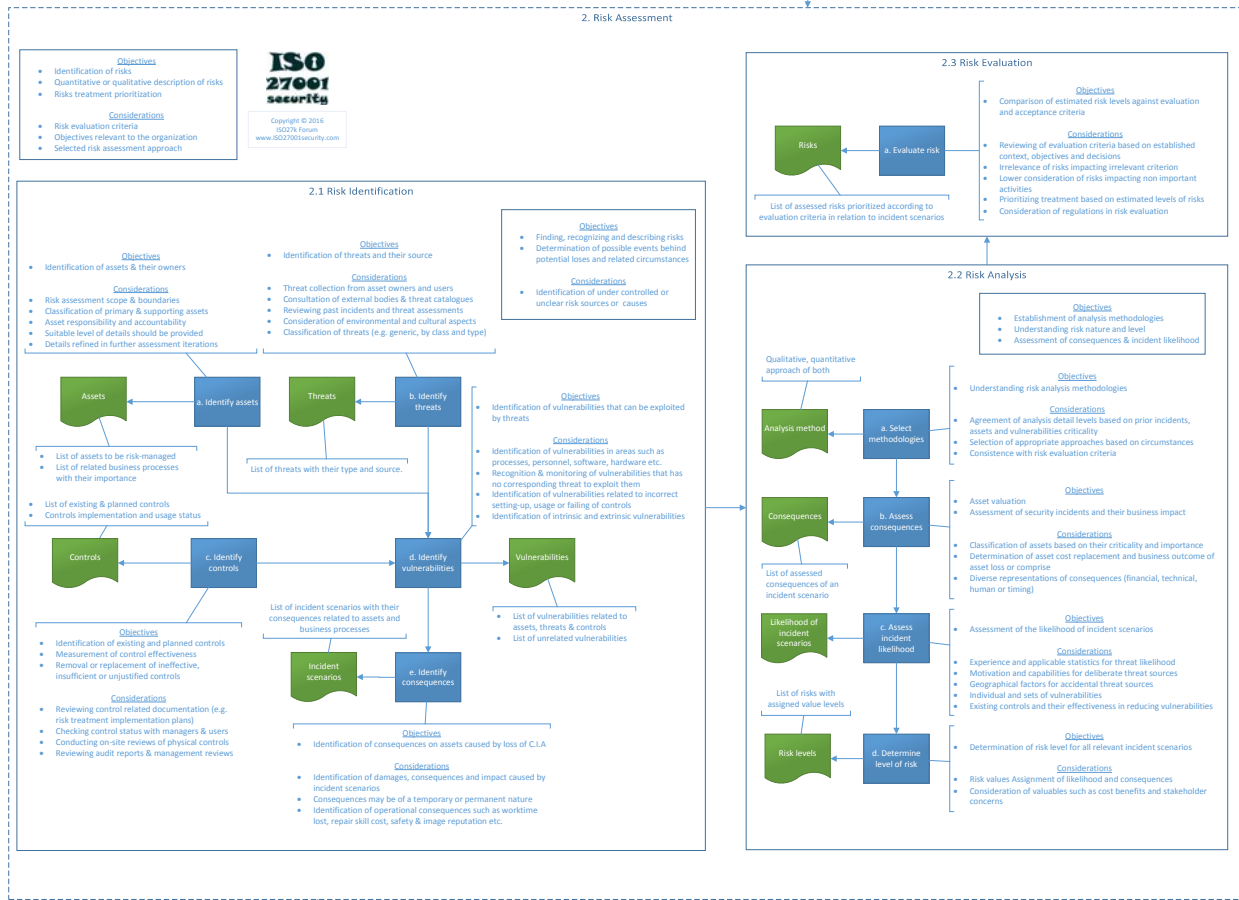 2. Risk Assessment
Objectives
Identification of risks
Quantitative or qualitative description of risks
Risks treatment prioritization
Considerations
Risk evaluation criteria
Objectives relevant to the organization
Selected risk assessment approach
ISO
27001
security
Copyright © 2016
ISO27k Forum
www.ISO27001security.com
2.1 Risk Identification
Objectives
Finding, recognizing and describing risks
Determination of possible events behind
potential loses and related circumstances
Considerations
Identification of under controlled or
unclear risk sources or causes
Objectives
Identification of assets & their owners
Considerations
Risk assessment scope & boundaries
Classification of primary & supporting assets
Asset responsibility and accountability
Suitable level of details should be provided
Details refined in further assessment iterations
Objectives
Identification of threats and their source
Considerations
Threat collection from asset owners and users
Consultation of external bodies & threat catalogues
Reviewing past incidents and threat assessments
Consideration of environmental and cultural aspects
Classification of threats (e.g. generic, by class and type)
Assets
a. Identify assets
Threats
b. Identify
threats
List of assets to be risk-managed
List of related business processes
with their importance
List of threats with their type and source.
Objectives
Identification of vulnerabilities that can be exploited
by threats
Considerations
Identification of vulnerabilities in areas such as
processes, personnel, software, hardware etc.
Recognition & monitoring of vulnerabilities that has
no corresponding threat to exploit them
Identification of vulnerabilities related to incorrect
setting-up, usage or failing of controls
Identification of intrinsic and extrinsic vulnerabilities
List of existing & planned controls
Controls implementation and usage status
Controls
c. Identify
controls
d. Identify
vulnerabilities
Vulnerabilities
List of vulnerabilities related to
assets, threats & controls
List of unrelated vulnerabilities
List of incident scenarios with their
consequences related to assets and
business processes
Incident
scenarios
e. Identify
consequences
Objectives
Identification of existing and planned controls
Measurement of control effectiveness
Removal or replacement of ineffective,
insufficient or unjustified controls
Considerations
Reviewing control related documentation (e.g.
risk treatment implementation plans)
Checking control status with managers & users
Conducting on-site reviews of physical controls
Reviewing audit reports & management reviews
Objectives
Identification of consequences on assets caused by loss of C.I.A
Considerations
Identification of damages, consequences and impact caused by
incident scenarios
Consequences may be of a temporary or permanent nature
Identification of operational consequences such as worktime
lost, repair skill cost, safety & image reputation etc.
2.3 Risk Evaluation
Risks
a. Evaluate risk
List of assessed risks prioritized according to
evaluation criteria in relation to incident scenarios
Objectives
Comparison of estimated risk levels against evaluation
and acceptance criteria
Considerations
Reviewing of evaluation criteria based on established
context, objectives and decisions
Irrelevance of risks impacting irrelevant criterion
Lower consideration of risks impacting non important
activities
Prioritizing treatment based on estimated levels of risks
Consideration of regulations in risk evaluation
2.2 Risk Analysis
Establishment of analysis methodologies
Understanding risk nature and level
Assessment of consequences & incident likelihood
Qualitative, quantitative
approach of both
Analysis method
a. Select
methodologies
Objectives
Understanding risk analysis methodologies
Considerations
Agreement of analysis detail levels based on prior incidents,
assets and vulnerabilities criticality
Selection of appropriate approaches based on circumstances
Consistence with risk evaluation criteria
Consequences
b. Assess
consequences
List of assessed
consequences of an
incident scenario
Objectives
Asset valuation
Assessment of security incidents and their business impact
Considerations
Classification of assets based on their criticality and importance
Determination of asset cost replacement and business outcome of
asset loss or comprise
Diverse representations of consequences (financial, technical,
human or timing)
Likelihood of
incident
scenarios
c. Assess
incident
likelihood
Objectives
Assessment of the likelihood of incident scenarios
Considerations
Experience and applicable statistics for threat likelihood
Motivation and capabilities for deliberate threat sources
Geographical factors for accidental threat sources
Individual and sets of vulnerabilities
Existing controls and their effectiveness in reducing vulnerabilities
List of risks with
assigned value levels
Risk levels
d. Determine
level of risk
Objectives
Determination of risk level for all relevant incident scenarios
Considerations
Risk values Assignment of likelihood and consequences
Consideration of valuables such as cost benefits and stakeholder
concerns